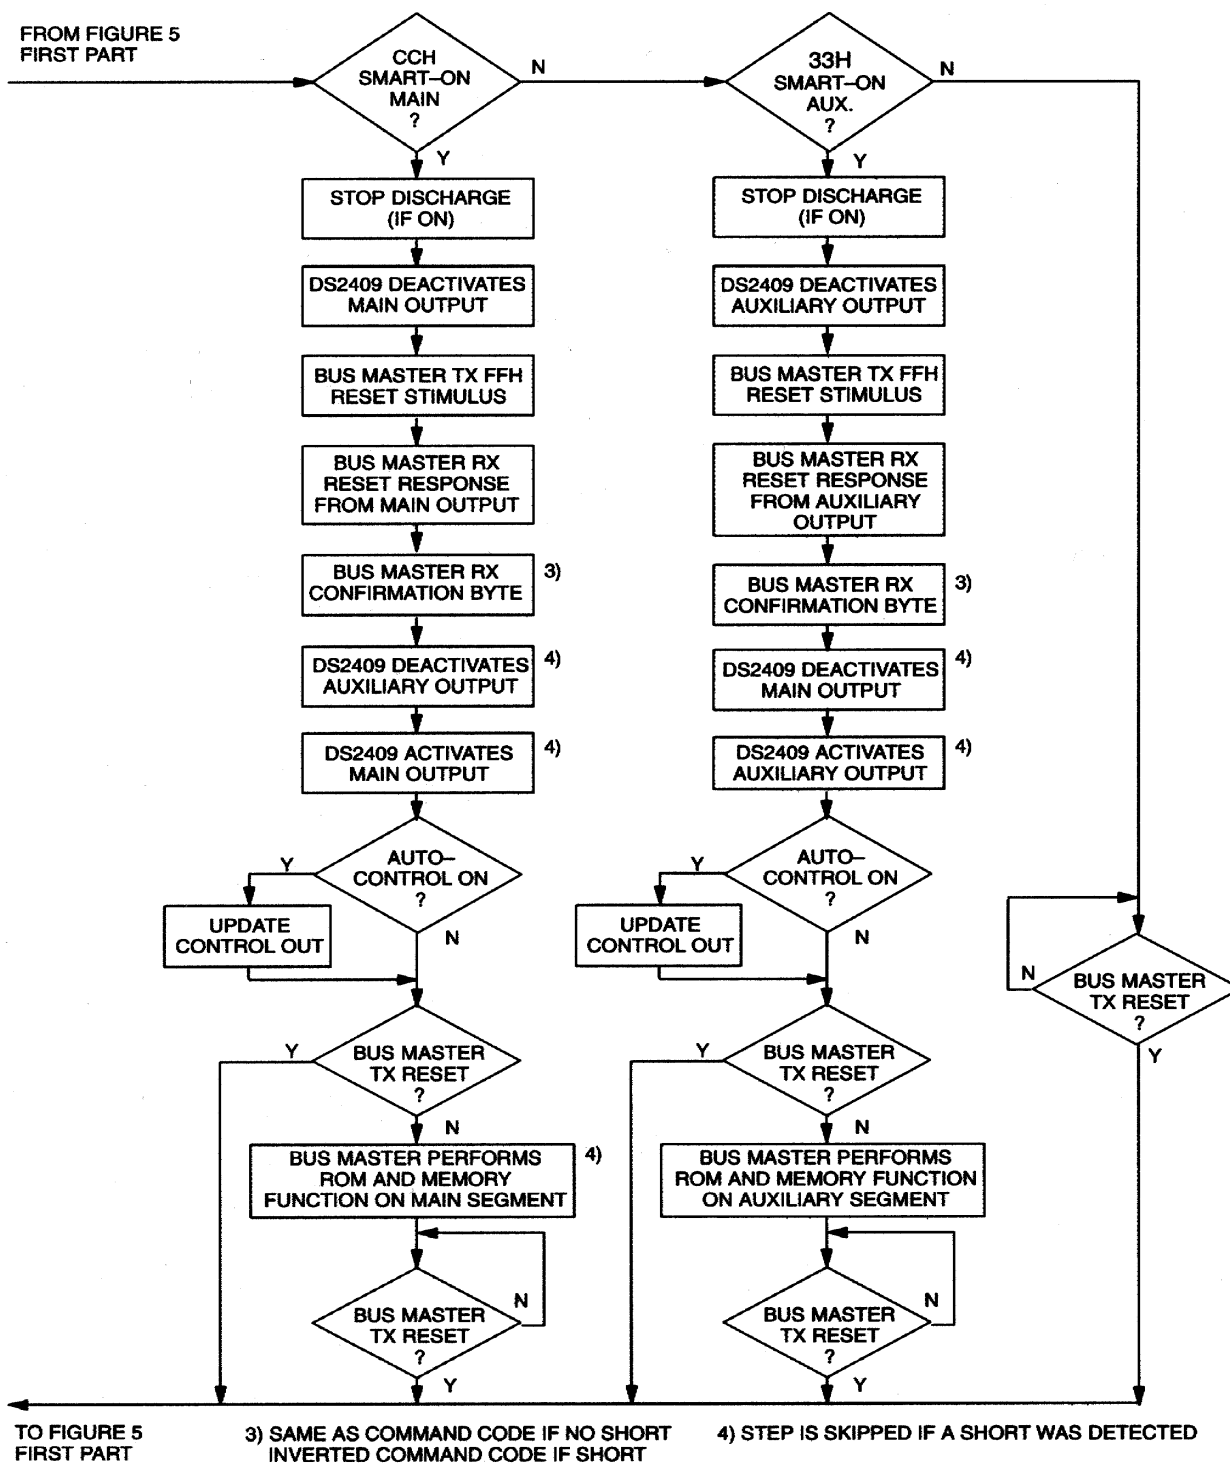 FROM FIGURE 5
FIRST PART
CCH
SMART–ON
MAIN
?
N
Y
33H
SMART–ON
AUX.
?
N
Y
STOP DISCHARGE
(IF ON)
DS2409 DEACTIVATES
MAIN OUTPUT
BUS MASTER TX FFH
RESET STIMULUS
BUS MASTER RX
RESET RESPONSE
FROM MAIN OUTPUT
BUS MASTER RX
CONFIRMATION BYTE
3)
DS2409 DEACTIVATES
AUXILIARY OUTPUT
4)
DS2409 ACTIVATES
MAIN OUTPUT
4)
AUTO–
CONTROL ON
?
Y
N
UPDATE
CONTROL OUT
BUS MASTER
TX RESET
?
Y
N
BUS MASTER PERFORMS
ROM AND MEMORY
FUNCTION ON MAIN SEGMENT
4)
BUS MASTER
TX RESET
?
N
Y
STOP DISCHARGE
(IF ON)
DS2409 DEACTIVATES
AUXILIARY OUTPUT
BUS MASTER TX FFH
RESET STIMULUS
BUS MASTER RX
RESET RESPONSE
FROM AUXILIARY
OUTPUT
BUS MASTER RX
CONFIRMATION BYTE
3)
DS2409 DEACTIVATES
MAIN OUTPUT
4)
DS2409 ACTIVATES
AUXILIARY OUTPUT
4)
AUTO–
CONTROL ON
?
Y
N
UPDATE
CONTROL OUT
BUS MASTER
TX RESET
?
Y
N
BUS MASTER PERFORMS
ROM AND MEMORY FUNCTION
ON AUXILIARY SEGMENT
BUS MASTER
TX RESET
?
N
Y
BUS MASTER
TX RESET
?
N
Y
TO FIGURE 5
FIRST PART
3) SAME AS COMMAND CODE IF NO SHORT
INVERTED COMMAND CODE IF SHORT
4) STEP IS SKIPPED IF A SHORT WAS DETECTED